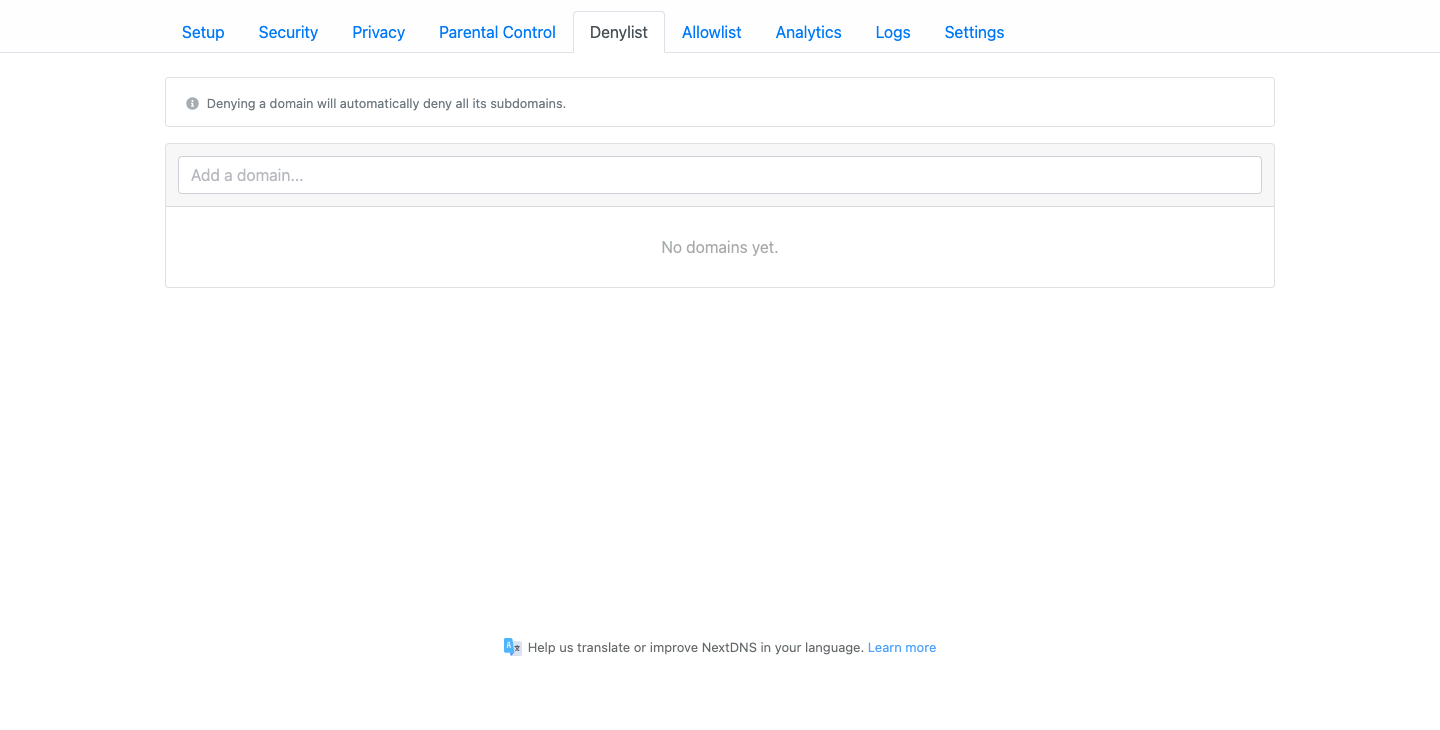 Setup Security Privacy Parental Control Denylist Allowlist Analytics Logs Settings
Denying a domain will automatically deny all its subdomains.
Add a domain...
No domains yet.
Help us translate or improve NextDNS in your language. Learn more